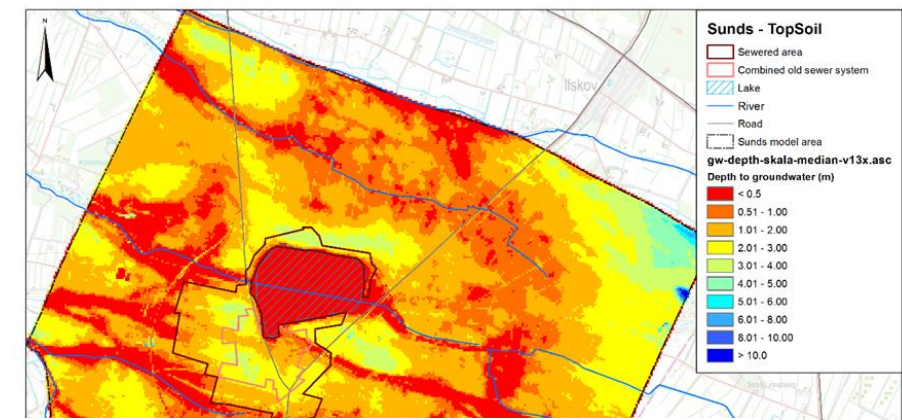 N
Ilskov
Sunds - TopSoil
Sewered area
Combined old sewer system
Lake
River
Road
Sunds model area
gw-depth-skala-median-v13x.asc
Depth to groundwater (m)
< 0.5
0.51 - 1.00
1.01 - 2.00
2.01 - 3.00
3.01 - 4.00
4.01 - 5.00
5.01 - 6.00
6.01 - 8.00
8.01 - 10.00
> 10.0